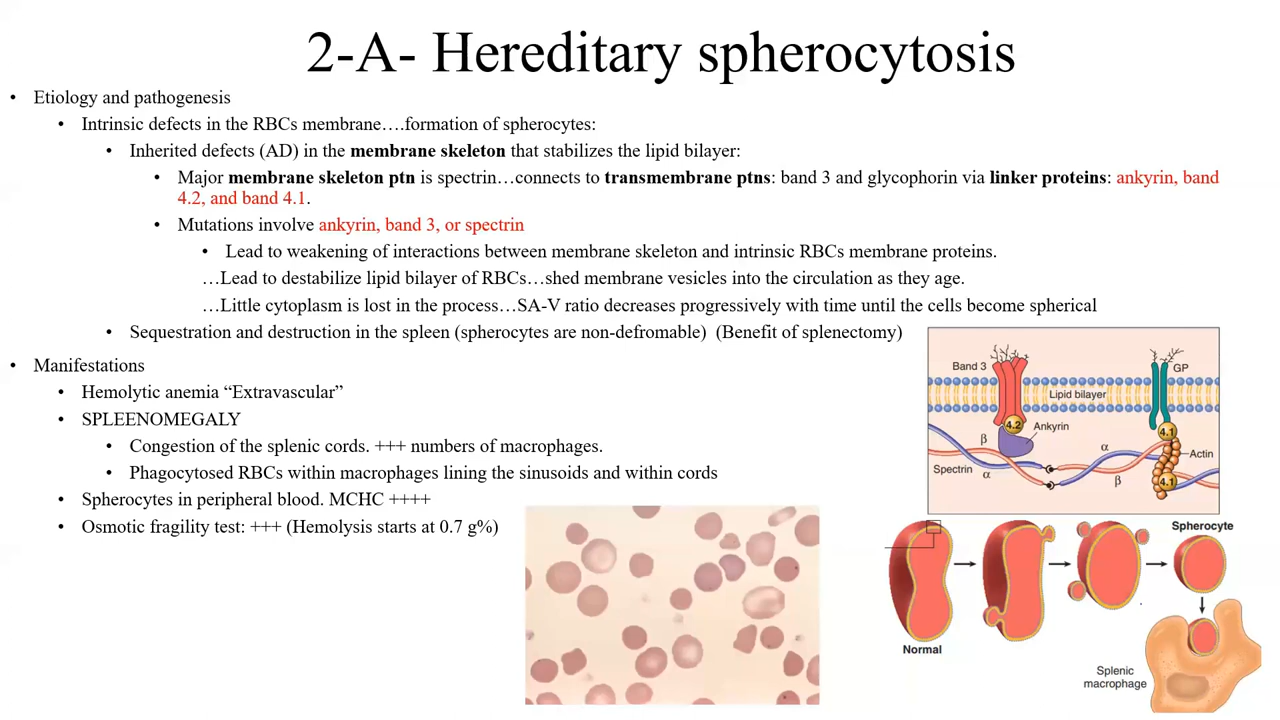 2-A- Hereditary spherocytosis
• Etiology and pathogenesis
• Intrinsic defects in the RBCs membrane….formation of spherocytes:
• Inherited defects (AD) in the membrane skeleton that stabilizes the lipid bilayer:
• Major membrane skeleton ptn is spectrin…connects to transmembrane ptns: band 3 and glycophorin via linker proteins: ankyrin, band
4.2, and band 4.1.
• Mutations involve ankyrin, band 3, or spectrin
• Lead to weakening of interactions between membrane skeleton and intrinsic RBCs membrane proteins.
…Lead to destabilize lipid bilayer of RBCs…shed membrane vesicles into the circulation as they age.
…Little cytoplasm is lost in the process…SA-V ratio decreases progressively with time until the cells become spherical
• Sequestration and destruction in the spleen (spherocytes are non-defromable) (Benefit of splenectomy)
• Manifestations
• Hemolytic anemia “Extravascular”
• SPLEENOMEGALY
• Congestion of the splenic cords. +++ numbers of macrophages.
• Phagocytosed RBCs within macrophages lining the sinusoids and within cords
• Spherocytes in peripheral blood. MCHC ++++
• Osmotic fragility test: +++ (Hemolysis starts at 0.7 g%)
Band 3
GP
Lipid bilayer
4.2
Ankyrin
4.1
β
α
Actin
Spectrin
α
β
4.1
Spherocyte
Normal
Splenic
macrophage